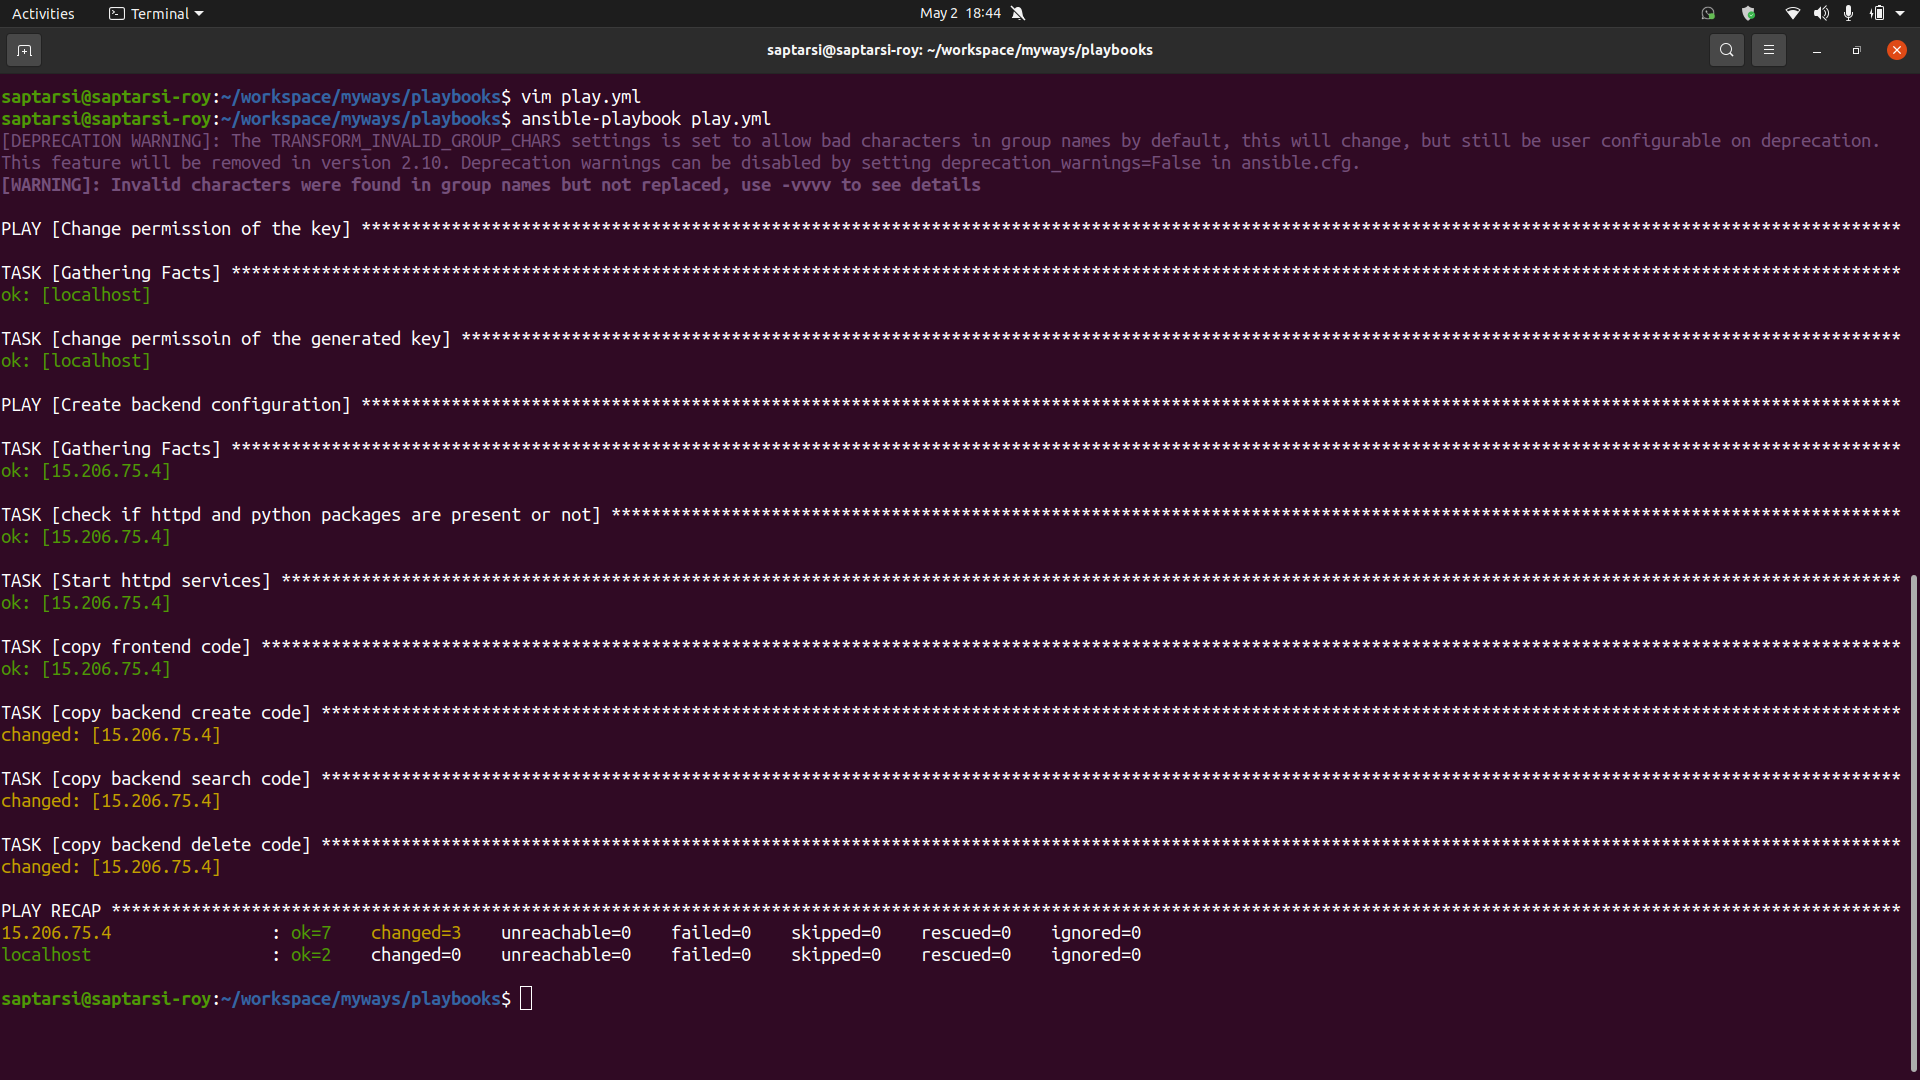 Activities Terminal May 2 18:44
saptarsi@saptarsi-roy: ~/workspace/myways/playbooks
saptarsi@saptarsi-roy:~/workspace/myways/playbooks$ vim play.yml
saptarsi@saptarsi-roy:~/workspace/myways/playbooks$ ansible-playbook play.yml
[DEPRECATION WARNING]: The TRANSFORM_INVALID_GROUP_CHARS settings is set to allow bad characters in group names by default, this will change, but still be user configurable on deprecation.
This feature will be removed in version 2.10. Deprecation warnings can be disabled by setting deprecation_warnings=False in ansible.cfg.
[WARNING]: Invalid characters were found in group names but not replaced, use -vvvv to see details
PLAY [Change permission of the key] **********************************************************************************************************************************************************
TASK [Gathering Facts] ***********************************************************************************************************************************************************************
ok: [localhost]
TASK [change permissoin of the generated key] ************************************************************************************************************************************************
ok: [localhost]
PLAY [Create backend configuration] **********************************************************************************************************************************************************
TASK [Gathering Facts] ***********************************************************************************************************************************************************************
ok: [15.206.75.4]
TASK [check if httpd and python packages are present or not] *********************************************************************************************************************************
ok: [15.206.75.4]
TASK [Start httpd services] ******************************************************************************************************************************************************************
ok: [15.206.75.4]
TASK [copy frontend code] ********************************************************************************************************************************************************************
ok: [15.206.75.4]
TASK [copy backend create code] **************************************************************************************************************************************************************
changed: [15.206.75.4]
TASK [copy backend search code] **************************************************************************************************************************************************************
changed: [15.206.75.4]
TASK [copy backend delete code] **************************************************************************************************************************************************************
changed: [15.206.75.4]
PLAY RECAP ***********************************************************************************************************************************************************************************
15.206.75.4                : ok=7    changed=3    unreachable=0    failed=0    skipped=0    rescued=0    ignored=0
localhost                  : ok=2    changed=0    unreachable=0    failed=0    skipped=0    rescued=0    ignored=0
saptarsi@saptarsi-roy:~/workspace/myways/playbooks$